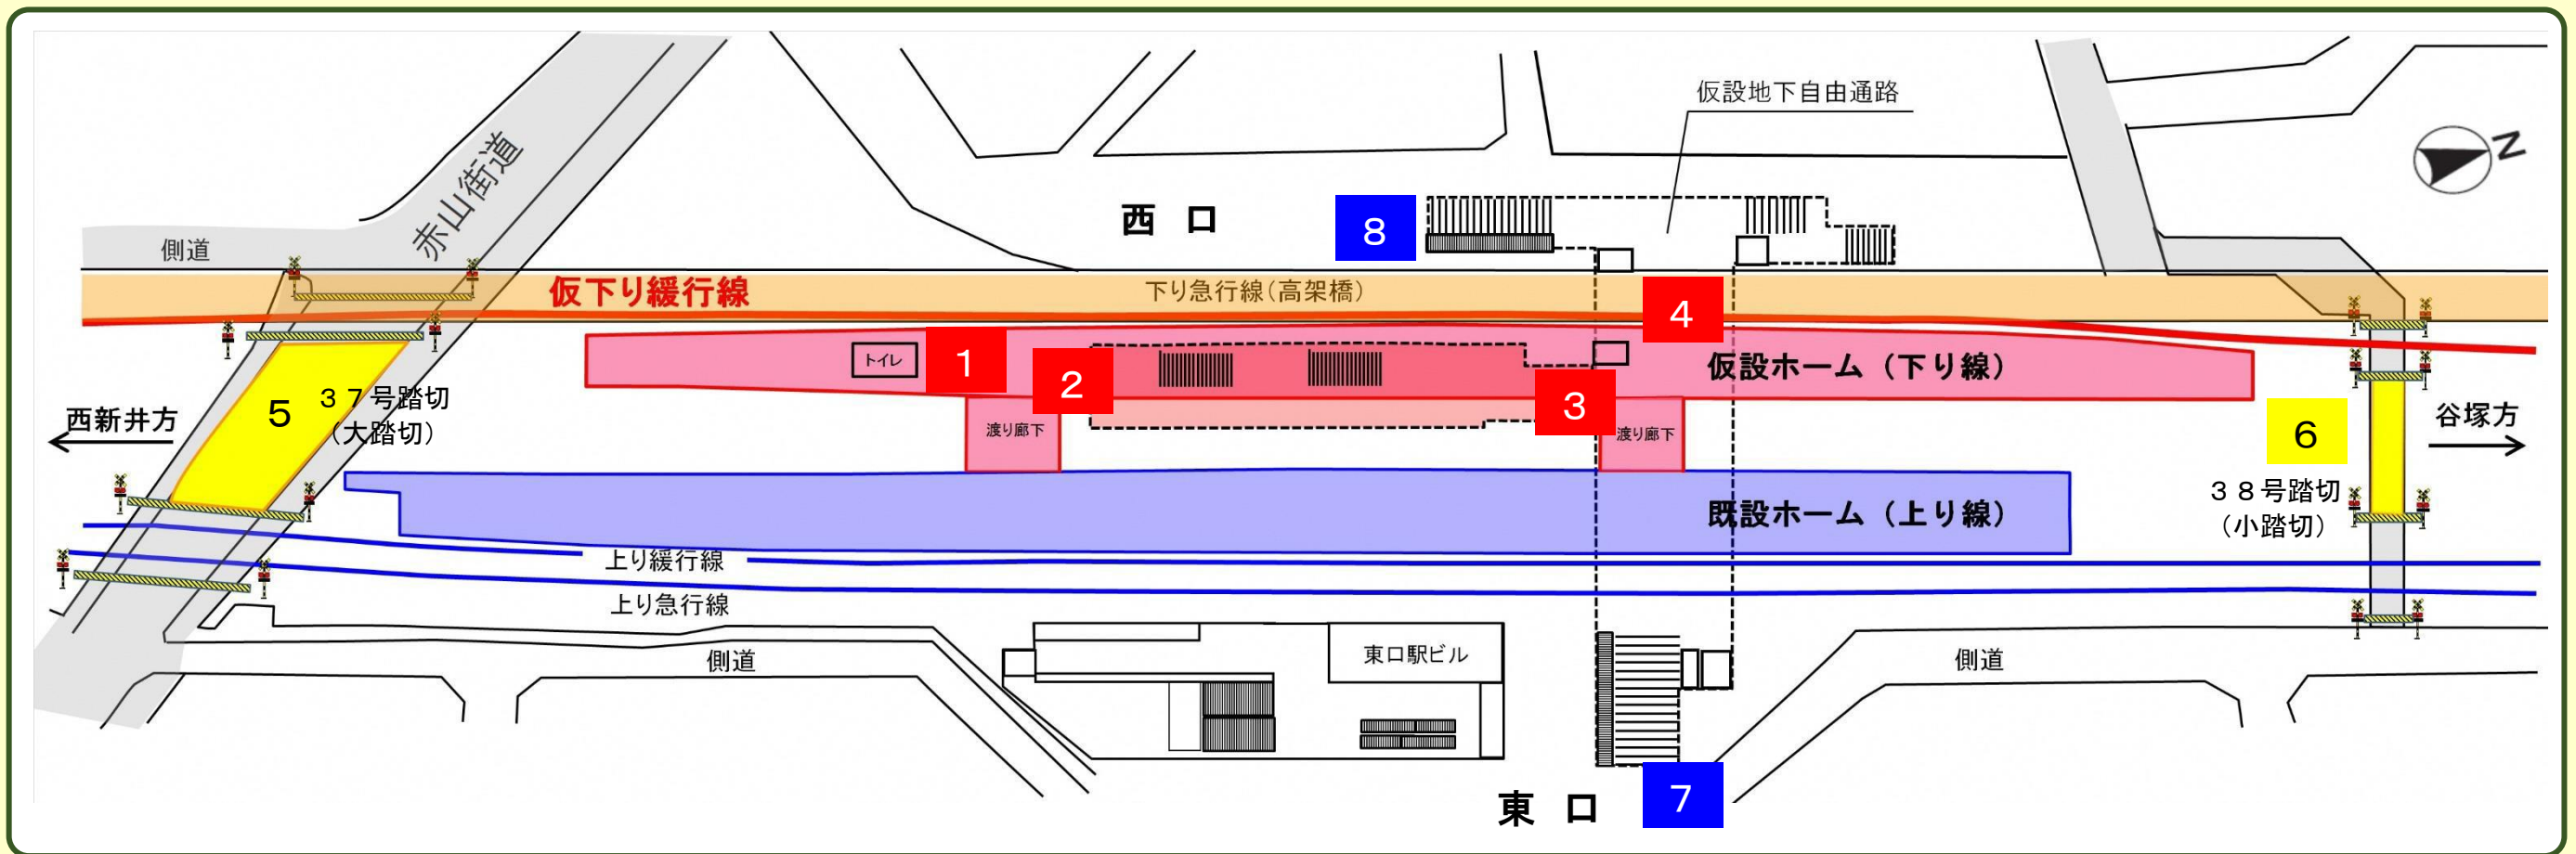 仮設地下自由通路
N
赤山街道
西 口
8
側道
仮下り緩行線
下り急行線(高架橋)
4
トイレ
1
2
仮設ホーム(下り線)
3
5
37号踏切
(大踏切)
西新井方
渡り廊下
渡り廊下
6
谷塚方
38号踏切
(小踏切)
既設ホーム(上り線)
上り緩行線
上り急行線
側道
東口駅ビル
側道
東 口
7